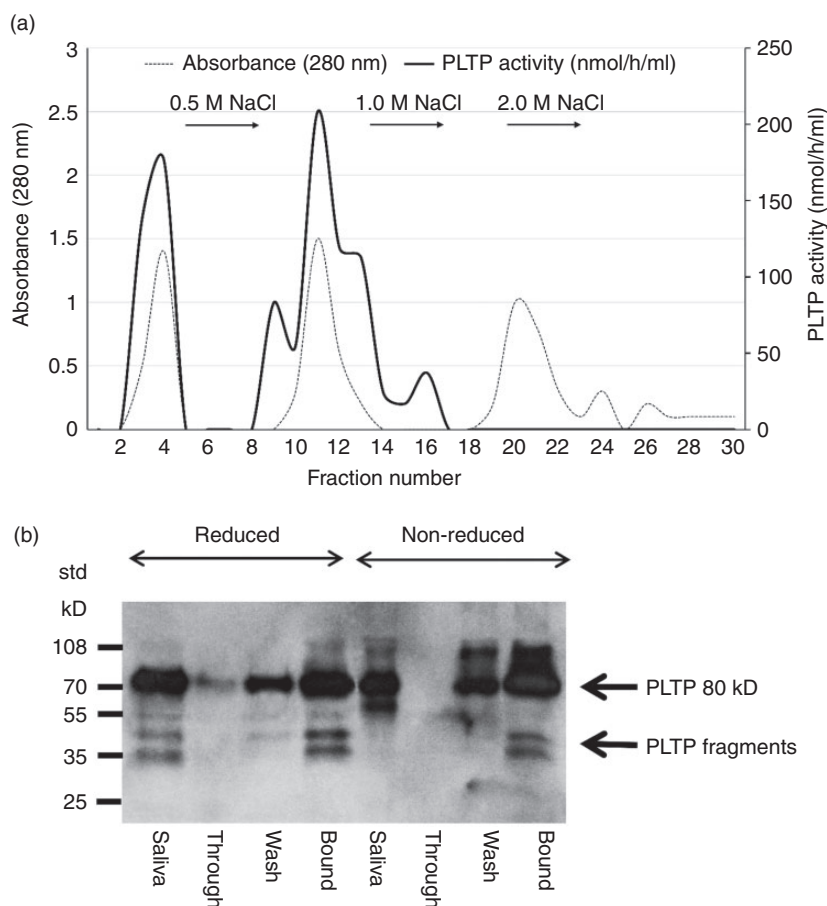 (a)
Absorbance (280 nm) PLTP activity (nmol/h/ml)
0.5 M NaCl 1.0 M NaCl 2.0 M NaCl
3
2.5
2
1.5
1
0.5
0
Absorbance (280 nm)
250
200
150
100
50
0
PLTP activity (nmol/h/ml)
2 4 6 8 10 12 14 16 18 20 22 24 26 28 30
Fraction number
(b)
Reduced Non-reduced
std
kD
108
70
55
35
25
PLTP 80 kD
PLTP fragments
Saliva Through Wash Bound Saliva Through Wash Bound